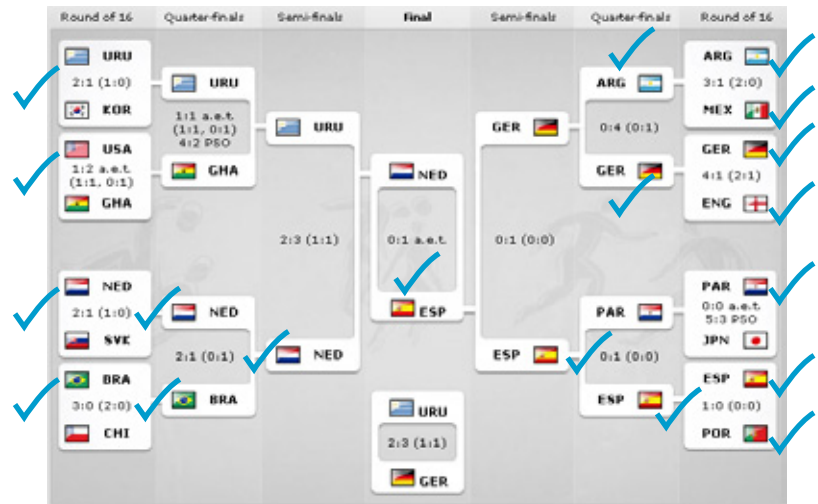 Round of 16
Quarter-finals
Semi-finals
Final
Semi-finals
Quarter-finals
Round of 16
URU
2:1 (1:0)
KOR
USA
1:2 a.e.t.
(1:1, 0:1)
GHA
NED
2:1 (1:0)
SVK
BRA
3:0 (2:0)
CHI
URU
1:1 a.e.t.
(1:1, 0:1)
4:2 PSO
GHA
NED
2:1 (0:1)
BRA
URU
2:3 (1:1)
NED
NED
0:1 a.e.t.
ESP
URU
2:3 (1:1)
GER
GER
0:1 (0:0)
ESP
ARG
0:4 (0:1)
GER
PAR
0:1 (0:0)
ESP
ARG
3:1 (2:0)
MEX
GER
4:1 (2:1)
ENG
PAR
0:0 a.e.t.
5:3 PSO
JPN
ESP
1:0 (0:0)
POR